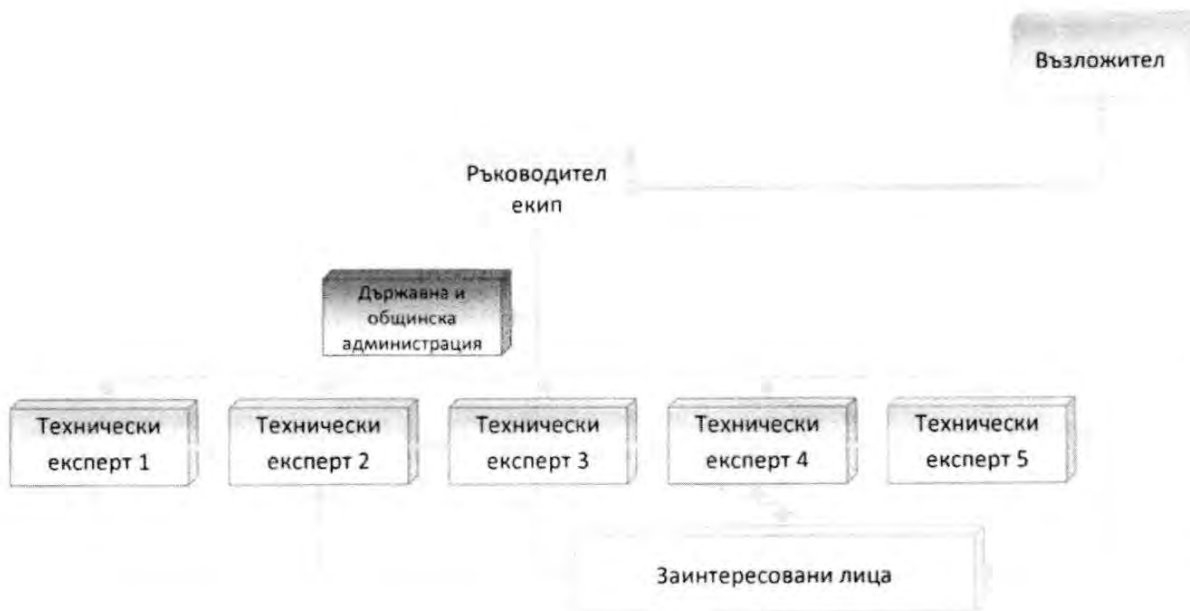 Възложител
Ръководител
екип
Държавна и
общинска
администрация
Технически
експерт 1
Технически
експерт 2
Технически
експерт 3
Технически
експерт 4
Технически
експерт 5
Заинтересовани лица